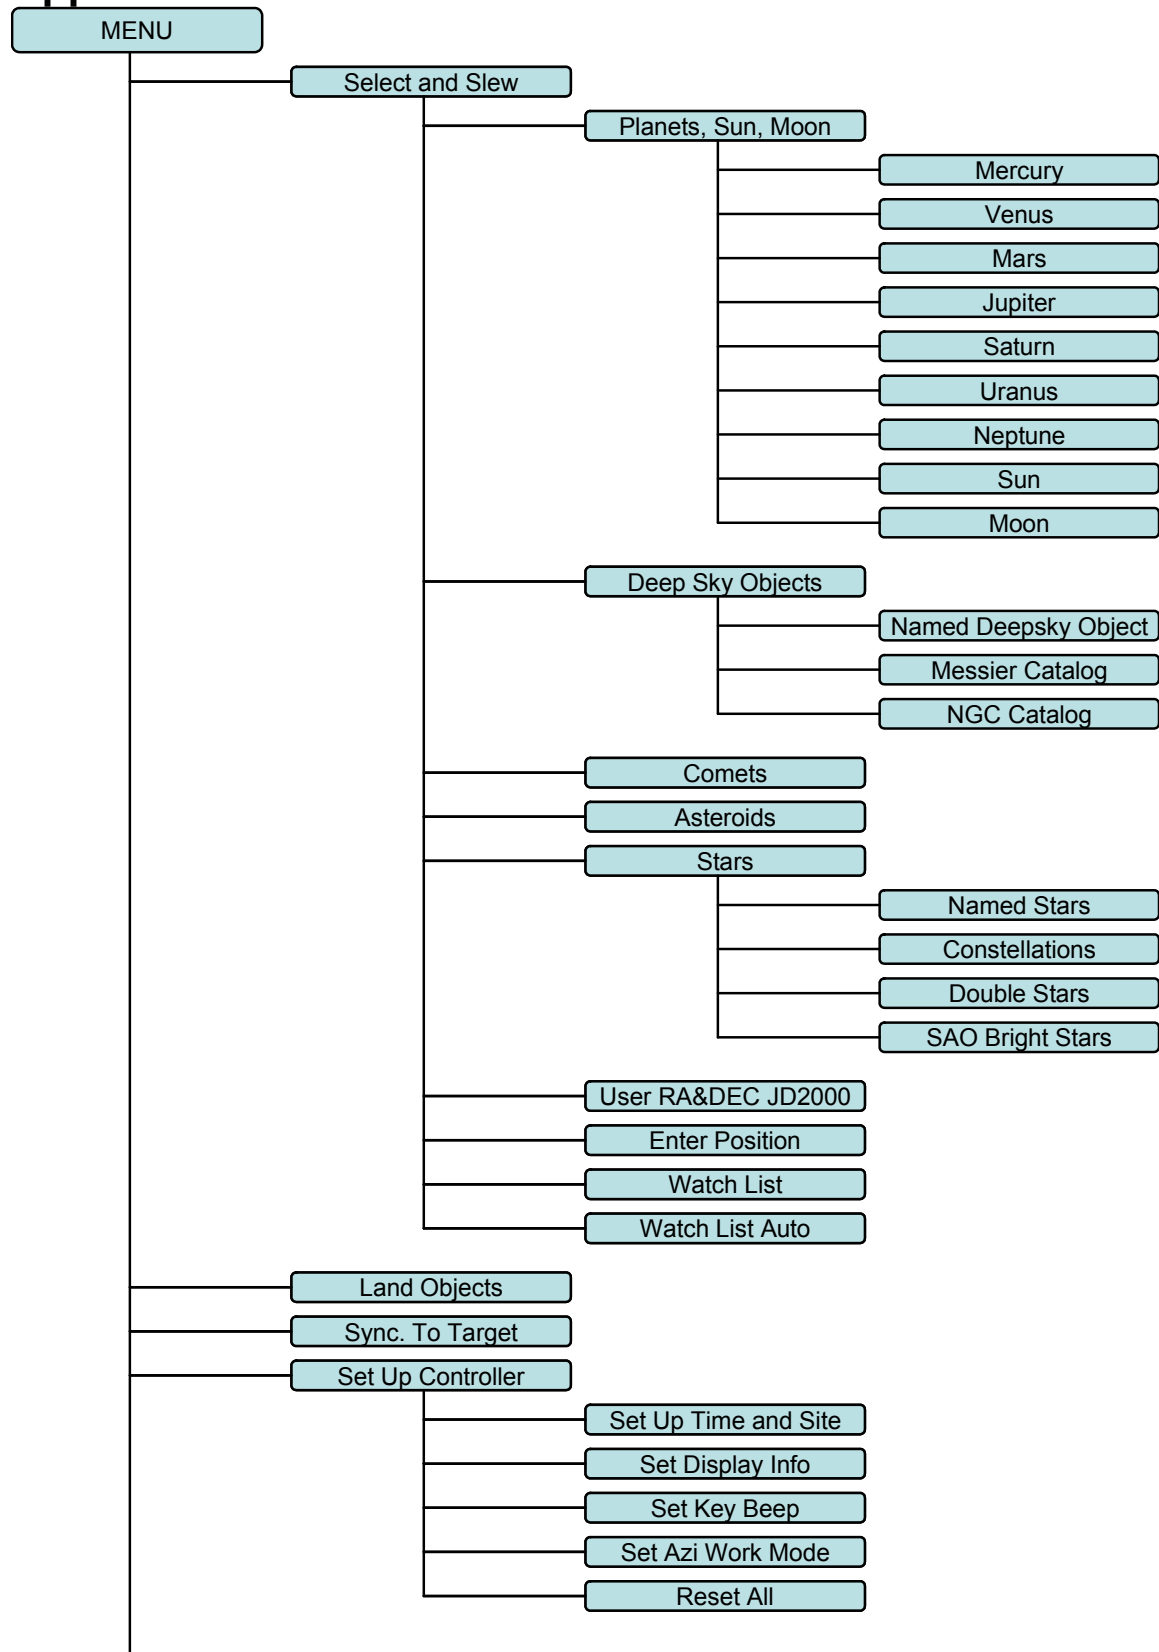 MENU
Select and Slew
Planets, Sun, Moon
Mercury
Venus
Mars
Jupiter
Saturn
Uranus
Neptune
Sun
Moon
Deep Sky Objects
Named Deepsky Object
Messier Catalog
NGC Catalog
Comets
Asteroids
Stars
Named Stars
Constellations
Double Stars
SAO Bright Stars
User RA&DEC JD2000
Enter Position
Watch List
Watch List Auto
Land Objects
Sync. To Target
Set Up Controller
Set Up Time and Site
Set Display Info
Set Key Beep
Set Azi Work Mode
Reset All